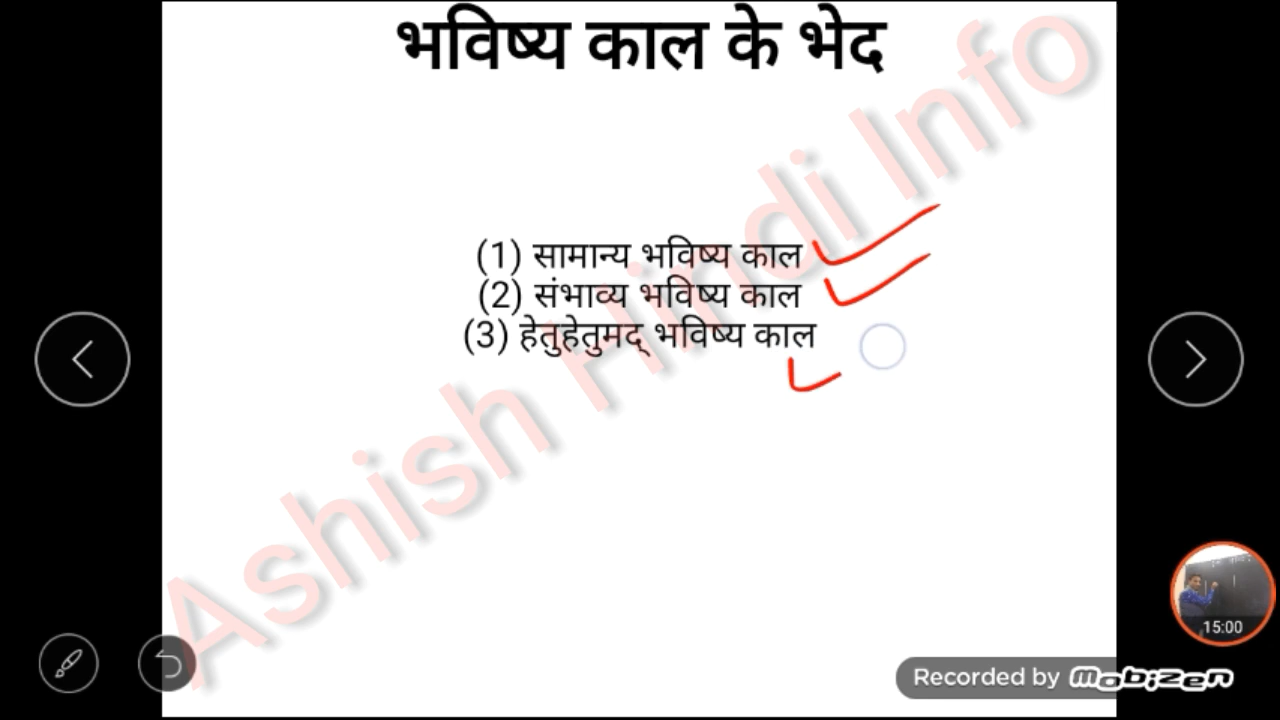 भविष्य काल के भेद
(1) सामान्य भविष्य काल
(2) संभाव्य भविष्य काल
(3) हेतुहेतुमद् भविष्य काल
Ashish Hindi Info
15:00
Recorded by Mobizen